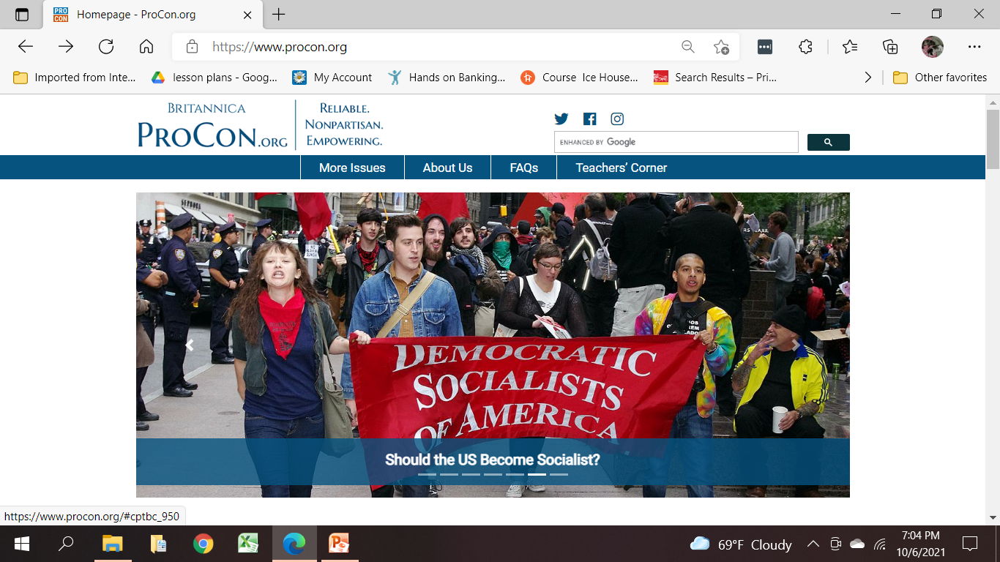 Homepage - ProCon.org
https://www.procon.org
Imported from Inte...
lesson plans - Goog...
My Account
Hands on Banking...
Course Ice House...
Search Results – Pri...
Other favorites
BRITANNICA
PROCON.ORG
RELIABLE.
NONPARTISAN.
EMPOWERING.
ENHANCED BY Google
More Issues
About Us
FAQs
Teachers’ Corner
SEPHORA
DEMOCRATIC
SOCIALISTS
OF AMERICA
Should the US Become Socialist?
https://www.procon.org/#cptbc_950
69°F Cloudy
7:04 PM
10/6/2021